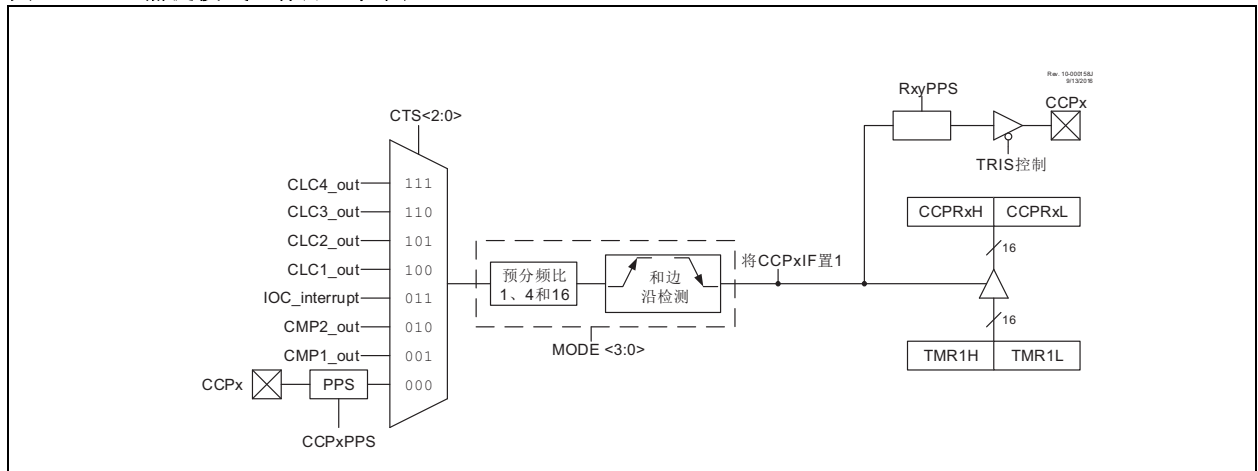 Rev. 10-000158J
9/13/2016
RxyPPS
CCPx
TRIS控制
CTS<2:0>
CLC4_out
111
CLC3_out
110
CLC2_out
101
CLC1_out
100
IOC_interrupt
011
CMP2_out
010
CMP1_out
001
CCPx
PPS
000
CCPxPPS
预分频比
1、4和16
和边
沿检测
MODE <3:0>
将CCPxIF置1
CCPRxH
CCPRxL
16
16
TMR1H
TMR1L